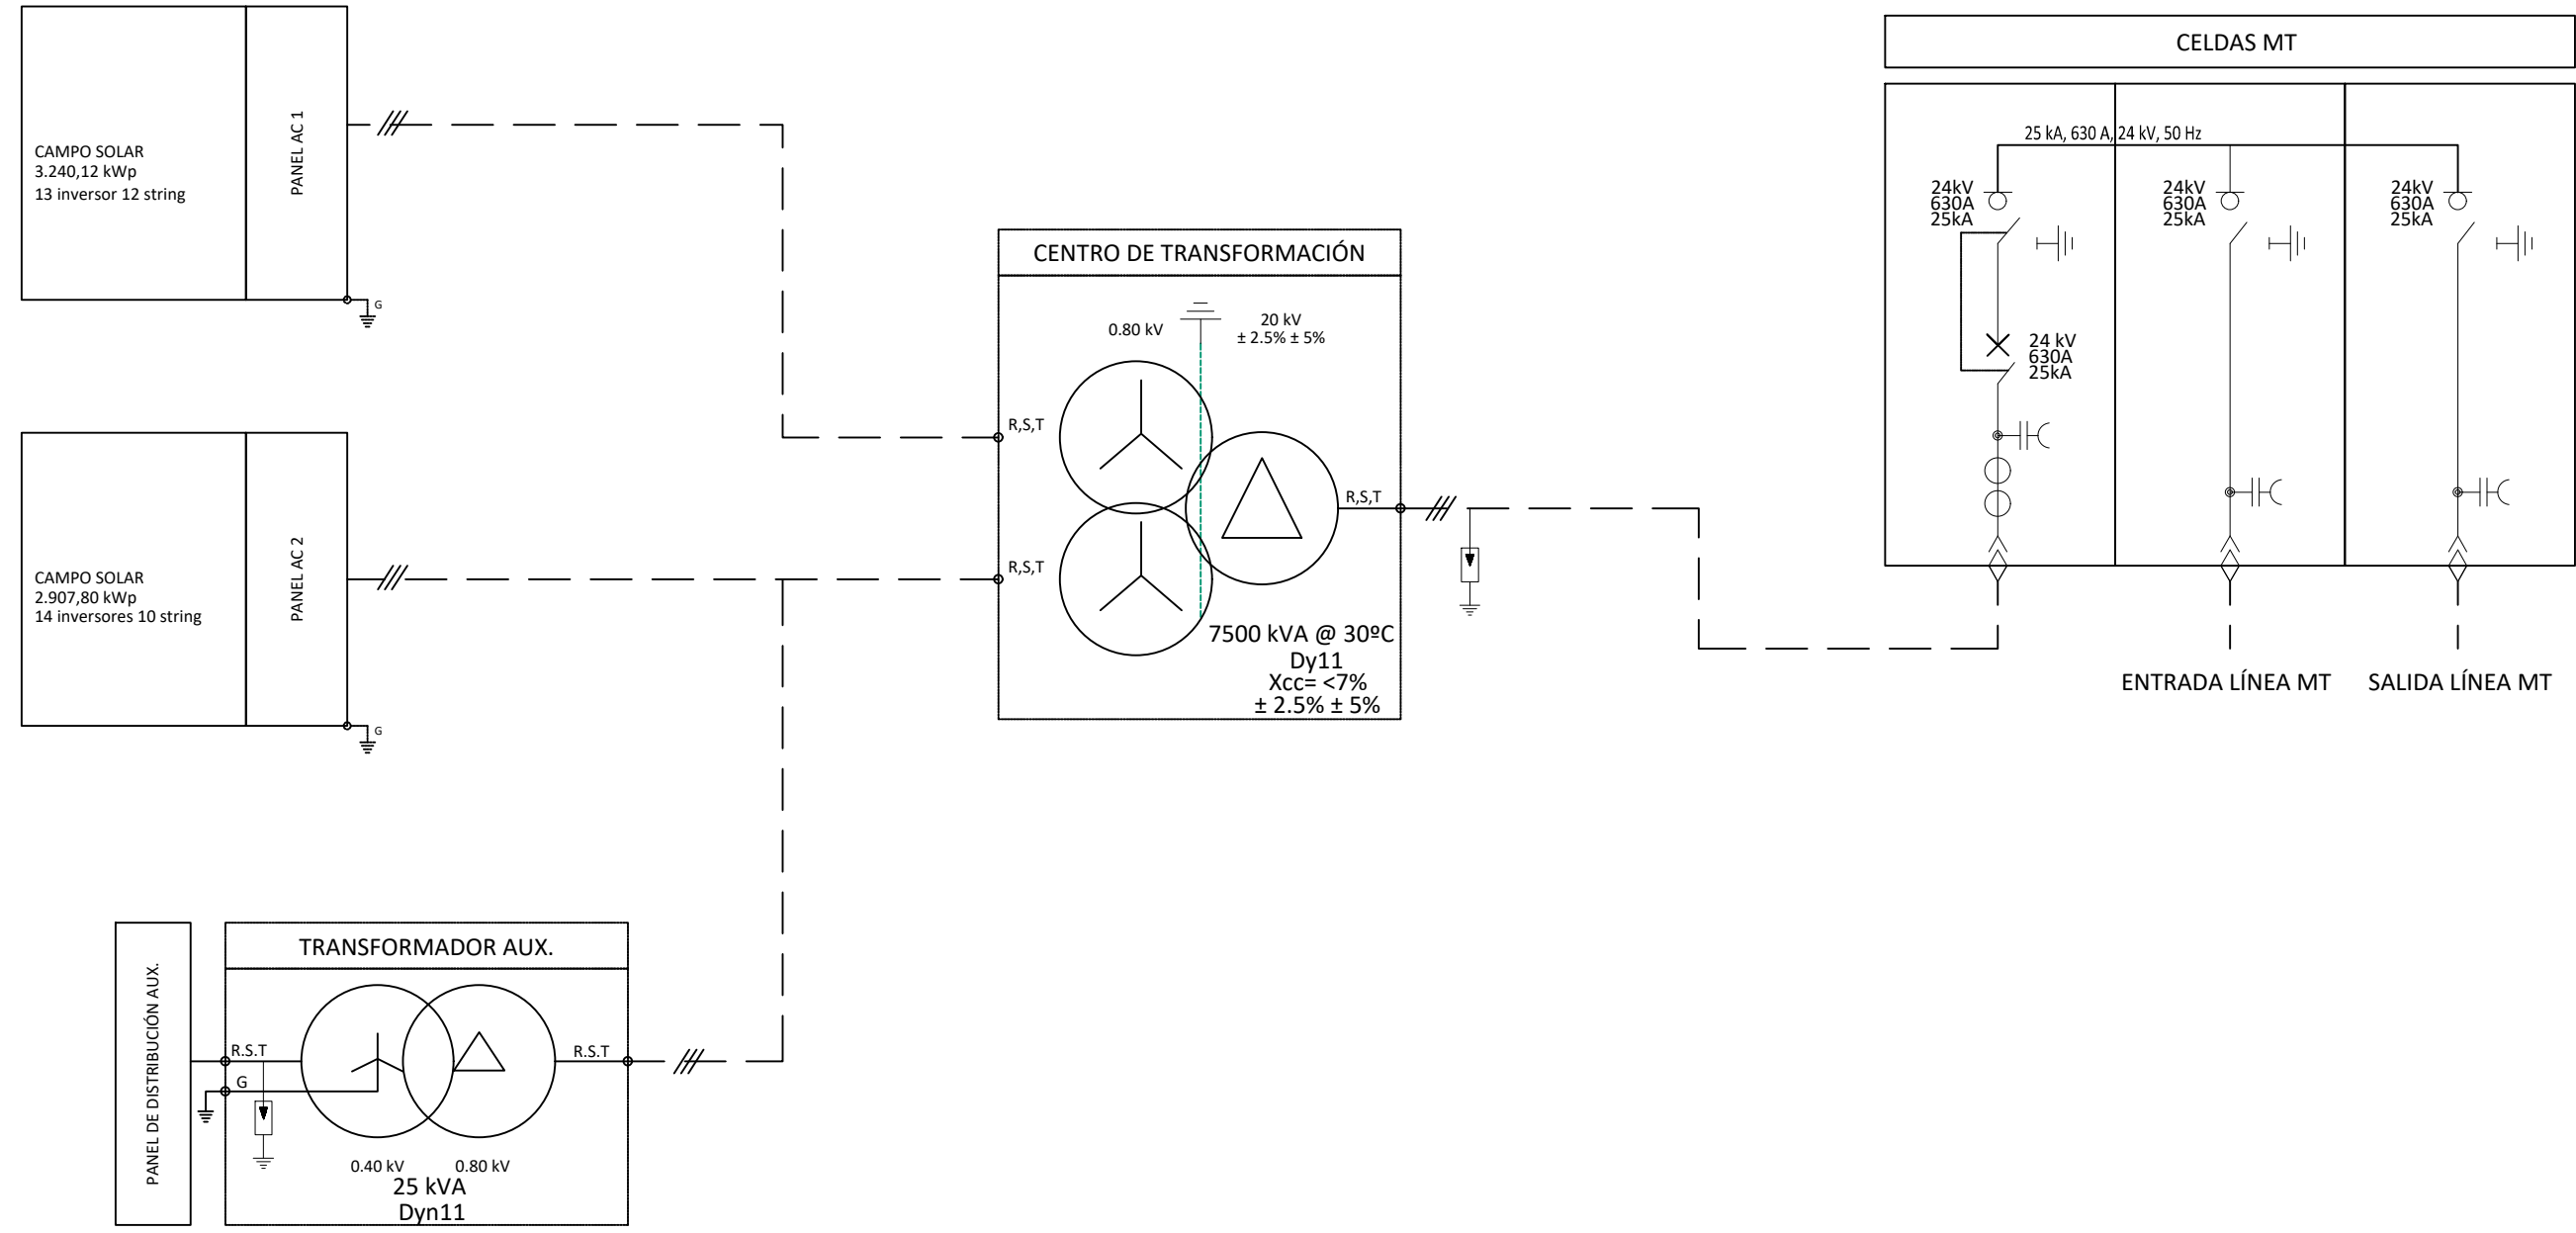 CAMPO SOLAR
3.240,12 kWp
13 inversor 12 string
PANEL AC 1
G
CAMPO SOLAR
2.907,80 kWp
14 inversores 10 string
PANEL AC 2
G
PANEL DE DISTRIBUCIÓN AUX.
TRANSFORMADOR AUX.
R.S.T
G
R.S.T
0.40 kV
0.80 kV
25 kVA
Dyn11
CENTRO DE TRANSFORMACIÓN
0.80 kV
20 kV
± 2.5% ± 5%
R,S,T
R,S,T
R,S,T
7500 kVA @ 30ºC
Dy11
Xcc= <7%
± 2.5% ± 5%
CELDAS MT
25 kA, 630 A, 24 kV, 50 Hz
24kV
630A
25kA
24 kV
630A
25kA
24kV
630A
25kA
24kV
630A
25kA
ENTRADA LÍNEA MT
SALIDA LÍNEA MT